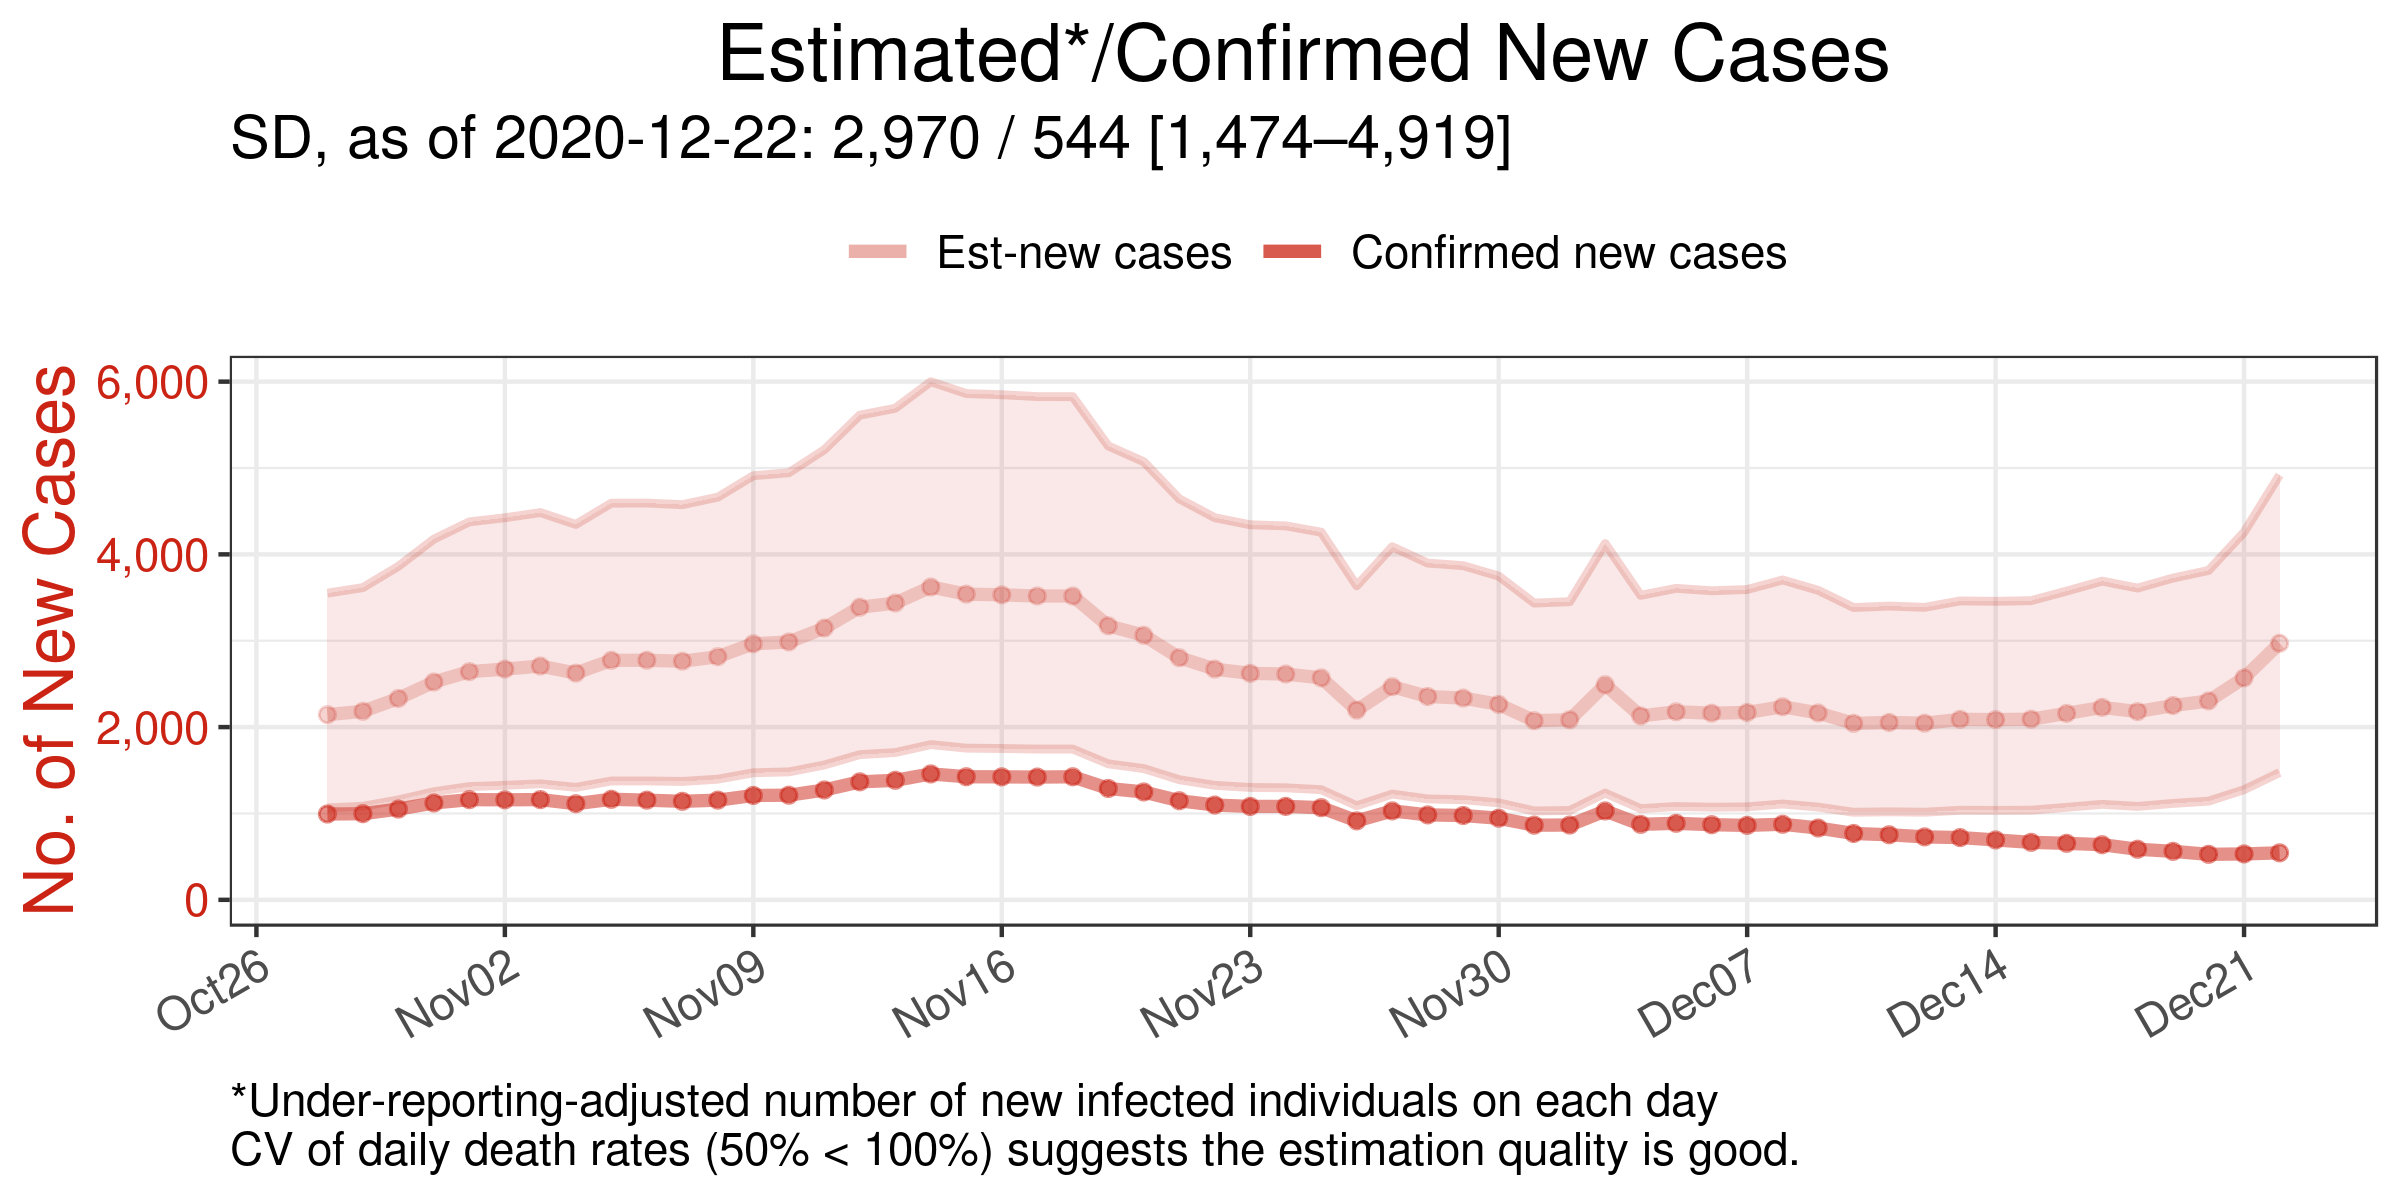 Estimated*/Confirmed New Cases
SD, as of 2020-12-22: 2,970 / 544 [1,474–4,919]
Est-new cases Confirmed new cases
No. of New Cases
6,000
4,000
2,000
0
Oct26 Nov02 Nov09 Nov16 Nov23 Nov30 Dec07 Dec14 Dec21
*Under-reporting-adjusted number of new infected individuals on each day
CV of daily death rates (50% < 100%) suggests the estimation quality is good.